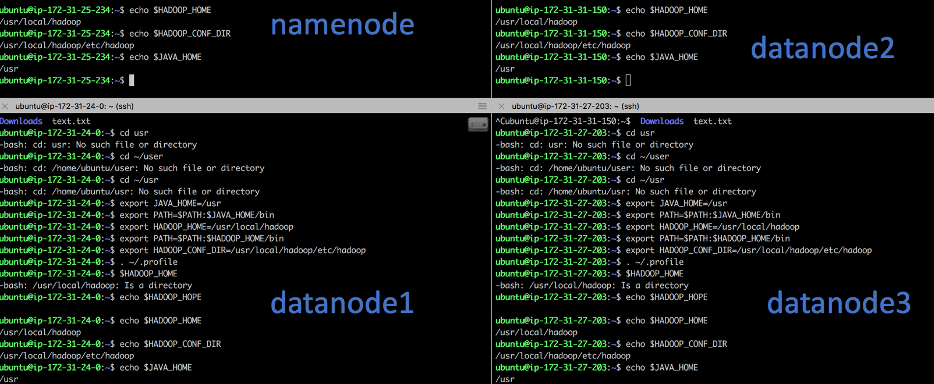 ubuntu@ip-172-31-25-234:~$ echo $HADOOP_HOME
/usr/local/hadoop
ubuntu@ip-172-31-25-234:~$ echo $HADOOP_CONF_DIR
/usr/local/hadoop/etc/hadoop
ubuntu@ip-172-31-25-234:~$ echo $JAVA_HOME
/usr
ubuntu@ip-172-31-25-234:~$
namenode
ubuntu@ip-172-31-31-150:~$ echo $HADOOP_HOME
/usr/local/hadoop
ubuntu@ip-172-31-31-150:~$ echo $HADOOP_CONF_DIR
/usr/local/hadoop/etc/hadoop
ubuntu@ip-172-31-31-150:~$ echo $JAVA_HOME
/usr
ubuntu@ip-172-31-31-150:~$
datanode2
ubuntu@ip-172-31-24-0: ~ (ssh)
Downloads text.txt
ubuntu@ip-172-31-24-0:~$ cd usr
-bash: cd: usr: No such file or directory
ubuntu@ip-172-31-24-0:~$ cd ~/user
-bash: cd: /home/ubuntu/user: No such file or directory
ubuntu@ip-172-31-24-0:~$ cd ~/usr
-bash: cd: /home/ubuntu/usr: No such file or directory
ubuntu@ip-172-31-24-0:~$ export JAVA_HOME=/usr
ubuntu@ip-172-31-24-0:~$ export PATH=$PATH:$JAVA_HOME/bin
ubuntu@ip-172-31-24-0:~$ export HADOOP_HOME=/usr/local/hadoop
ubuntu@ip-172-31-24-0:~$ export PATH=$PATH:$HADOOP_HOME/bin
ubuntu@ip-172-31-24-0:~$ export HADOOP_CONF_DIR=/usr/local/hadoop/etc/hadoop
ubuntu@ip-172-31-24-0:~$ . ~/.profile
ubuntu@ip-172-31-24-0:~$ $HADOOP_HOME
-bash: /usr/local/hadoop: Is a directory
ubuntu@ip-172-31-24-0:~$ echo $HADOOP_HOPE
ubuntu@ip-172-31-24-0:~$ echo $HADOOP_HOME
/usr/local/hadoop
ubuntu@ip-172-31-24-0:~$ echo $HADOOP_CONF_DIR
/usr/local/hadoop/etc/hadoop
ubuntu@ip-172-31-24-0:~$ echo $JAVA_HOME
/usr
datanode1
ubuntu@ip-172-31-27-203: ~ (ssh)
^Cubuntu@ip-172-31-31-150:~$ Downloads text.txt
ubuntu@ip-172-31-27-203:~$ cd usr
-bash: cd: usr: No such file or directory
ubuntu@ip-172-31-27-203:~$ cd ~/user
-bash: cd: /home/ubuntu/user: No such file or directory
ubuntu@ip-172-31-27-203:~$ cd ~/usr
-bash: cd: /home/ubuntu/usr: No such file or directory
ubuntu@ip-172-31-27-203:~$ export JAVA_HOME=/usr
ubuntu@ip-172-31-27-203:~$ export PATH=$PATH:$JAVA_HOME/bin
ubuntu@ip-172-31-27-203:~$ export HADOOP_HOME=/usr/local/hadoop
ubuntu@ip-172-31-27-203:~$ export PATH=$PATH:$HADOOP_HOME/bin
ubuntu@ip-172-31-27-203:~$ export HADOOP_CONF_DIR=/usr/local/hadoop/etc/hadoop
ubuntu@ip-172-31-27-203:~$ . ~/.profile
ubuntu@ip-172-31-27-203:~$ $HADOOP_HOME
-bash: /usr/local/hadoop: Is a directory
ubuntu@ip-172-31-27-203:~$ echo $HADOOP_HOPE
ubuntu@ip-172-31-27-203:~$ echo $HADOOP_HOME
/usr/local/hadoop
ubuntu@ip-172-31-27-203:~$ echo $HADOOP_CONF_DIR
/usr/local/hadoop/etc/hadoop
ubuntu@ip-172-31-27-203:~$ echo $JAVA_HOME
/usr
datanode3